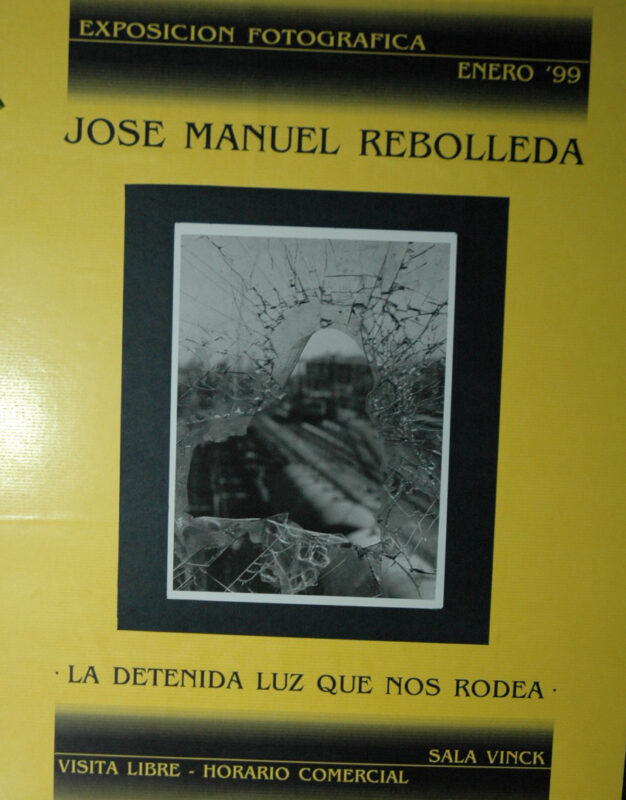 EXPOSICION FOTOGRAFICA
ENERO '99
JOSE MANUEL REBOLLEDA
· LA DETENIDA LUZ QUE NOS RODEA ·
SALA VINCK
VISITA LIBRE - HORARIO COMERCIAL